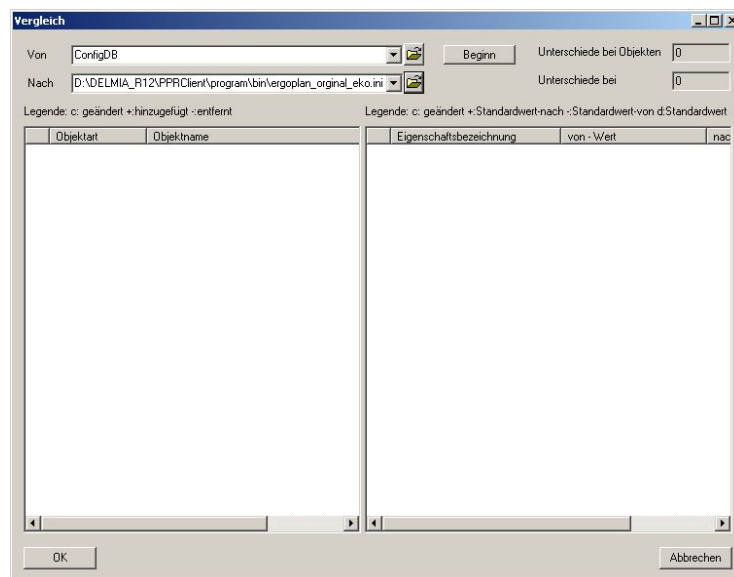 Vergleich
Von ConfigDB Beginn Unterschiede bei Objekten 0
Nach D:\DELMIA_R12\PPRClient\program\bin\ergoplan_orginal_eko.ini Unterschiede bei 0
Legende: c: geändert +:hinzugefügt -:entfernt Legende: c: geändert +:Standardwert-nach -:Standardwert-von d:Standardwert
Objektart Objektname Eigenschaftsbezeichnung von - Wert nac
OK Abbrechen